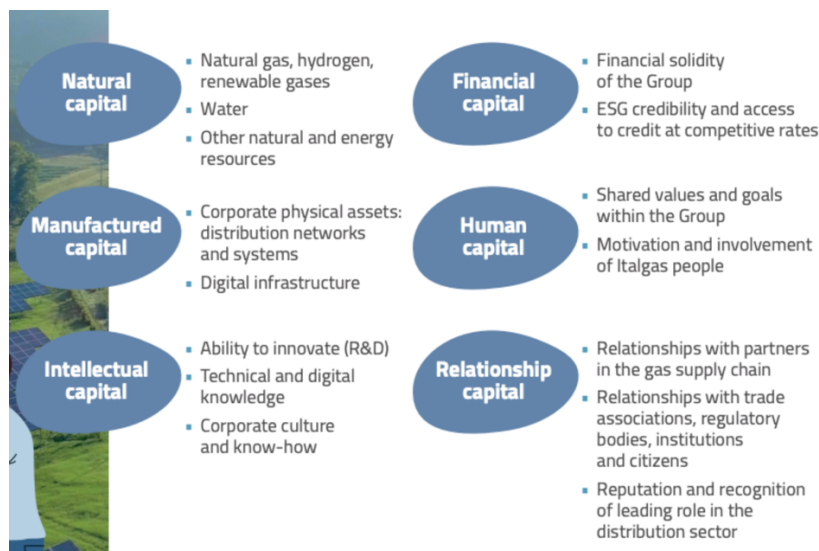 Natural
capital
▪ Natural gas, hydrogen,
renewable gases
▪ Water
▪ Other natural and energy
resources
Manufactured
capital
▪ Corporate physical assets:
distribution networks
and systems
▪ Digital infrastructure
Intellectual
capital
▪ Ability to innovate (R&D)
▪ Technical and digital
knowledge
▪ Corporate culture
and know-how
Financial
capital
▪ Financial solidity
of the Group
▪ ESG credibility and access
to credit at competitive rates
Human
capital
▪ Shared values and goals
within the Group
▪ Motivation and involvement
of Italgas people
Relationship
capital
▪ Relationships with partners
in the gas supply chain
▪ Relationships with trade
associations, regulatory
bodies, institutions
and citizens
▪ Reputation and recognition
of leading role in the
distribution sector